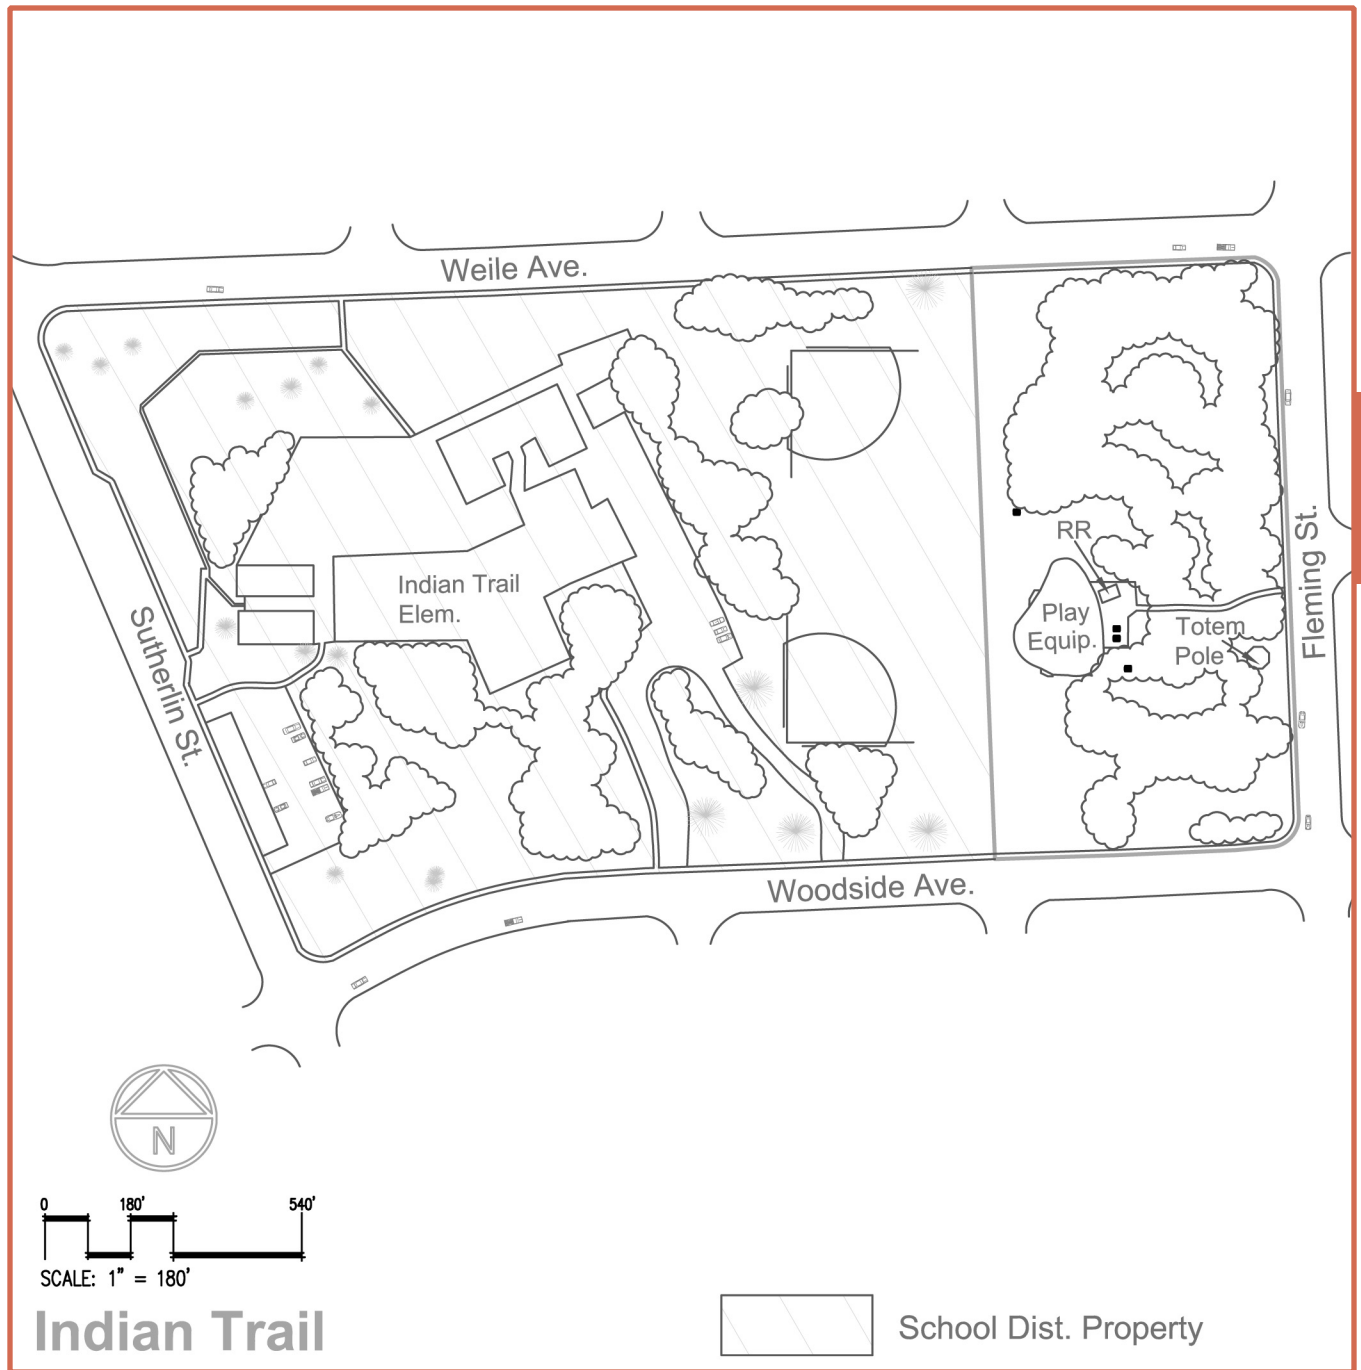 Weile Ave.
RR
Indian Trail
Elem.
Play
Equip.
Totem
Pole
Fleming St.
Sutherlin St.
Woodside Ave.
N
0 180' 540'
SCALE: 1" = 180'
Indian Trail
School Dist. Property